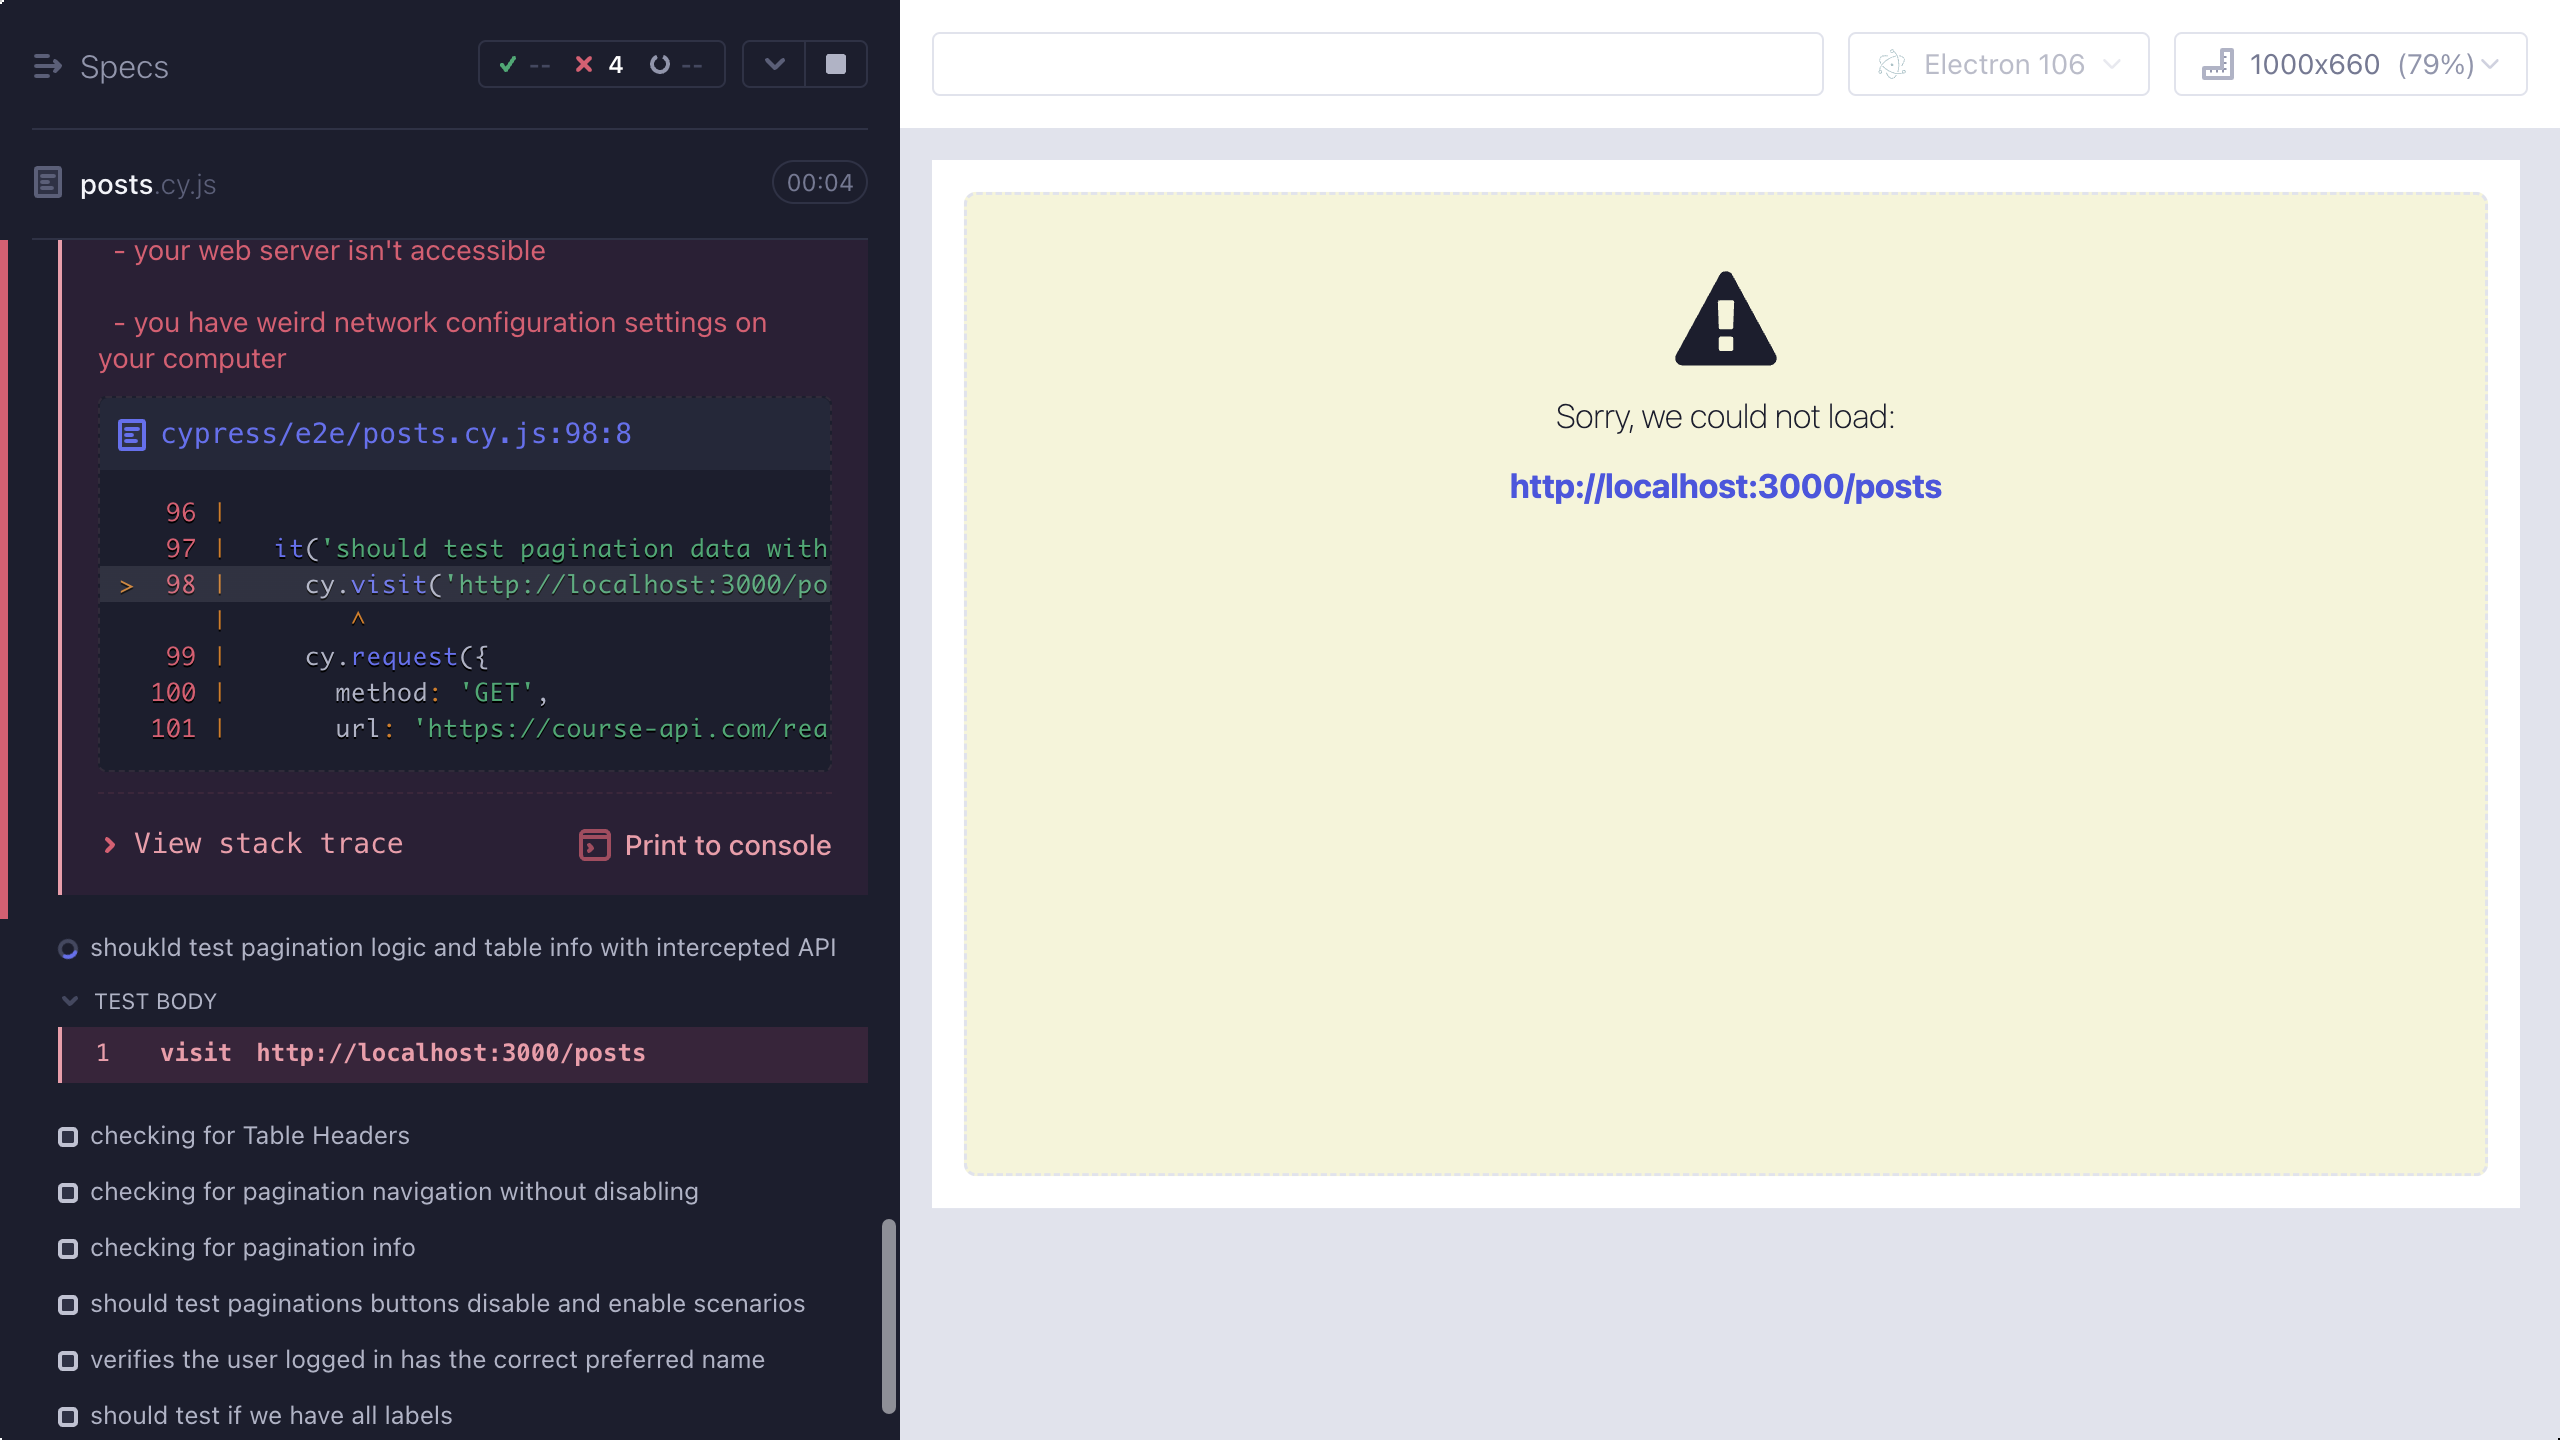 Specs
-- 4 --
posts.cy.js
00:04
- your web server isn't accessible
- you have weird network configuration settings on
your computer
cypress/e2e/posts.cy.js:98:8
96 |
97 | it('should test pagination data with
> 98 | cy.visit('http://localhost:3000/po
| ^
99 | cy.request({
100 | method: 'GET',
101 | url: 'https://course-api.com/rea
View stack trace
Print to console
shoukld test pagination logic and table info with intercepted API
TEST BODY
1 visit http://localhost:3000/posts
checking for Table Headers
checking for pagination navigation without disabling
checking for pagination info
should test paginations buttons disable and enable scenarios
verifies the user logged in has the correct preferred name
should test if we have all labels
Electron 106
1000x660 (79%)
Sorry, we could not load:
http://localhost:3000/posts